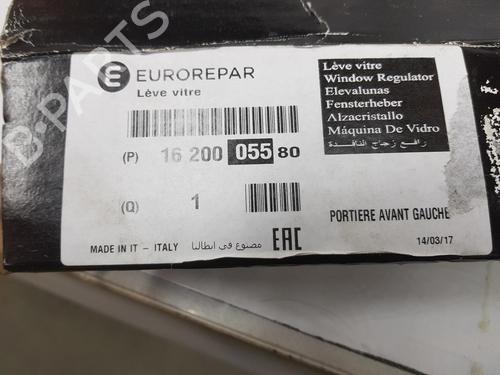 EUROREPAR
Lève vitre
(P) 16 200 055 80
(Q) 1
MADE IN IT - ITALY مصنوع في ايطاليا EAC
Lève vitre
Window Regulator
Elevalunas
Fensterheber
Alzacristallo
Máquina De Vidro
رافع زجاج النافذة
PORTIERE AVANT GAUCHE
14/03/17
B-PARTS